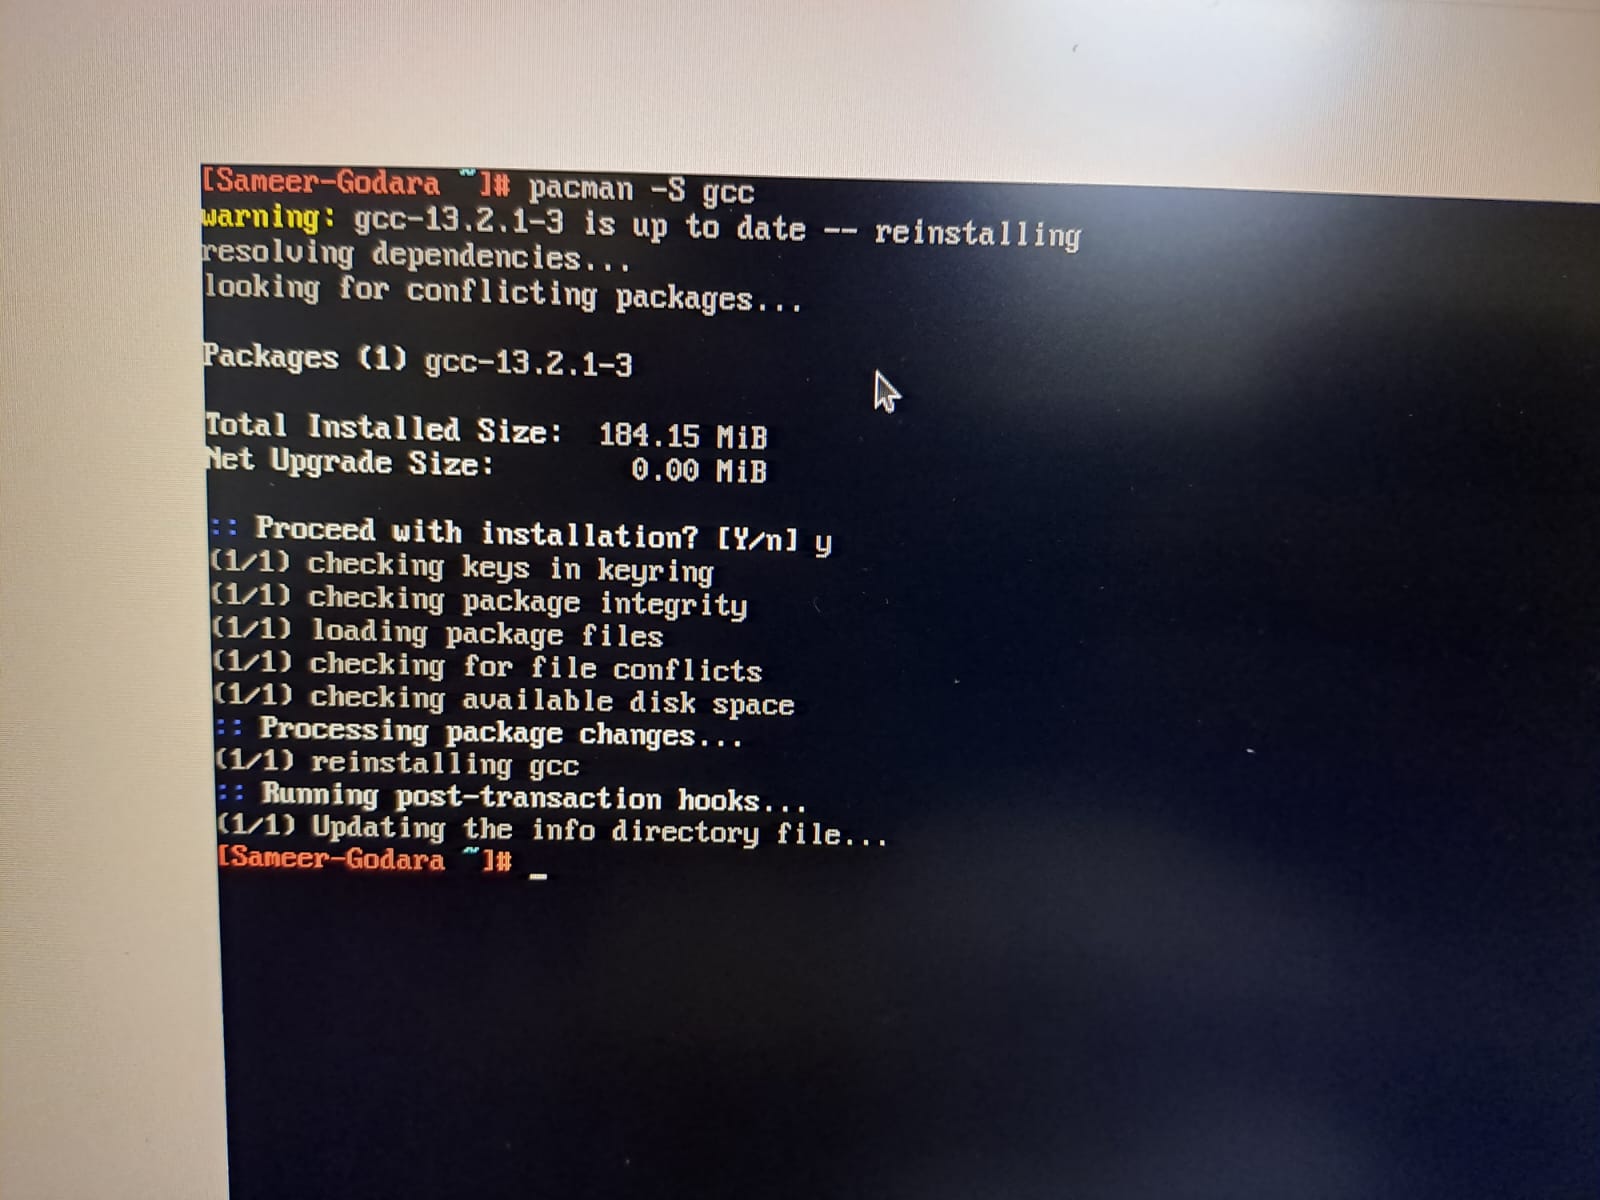 [Sameer-Godara ~]# pacman -S gcc
warning: gcc-13.2.1-3 is up to date -- reinstalling
resolving dependencies...
looking for conflicting packages...
Packages (1) gcc-13.2.1-3
Total Installed Size:  184.15 MiB
Net Upgrade Size:        0.00 MiB
:: Proceed with installation? [Y/n] y
(1/1) checking keys in keyring
(1/1) checking package integrity
(1/1) loading package files
(1/1) checking for file conflicts
(1/1) checking available disk space
:: Processing package changes...
(1/1) reinstalling gcc
:: Running post-transaction hooks...
(1/1) Updating the info directory file...
[Sameer-Godara ~]# _